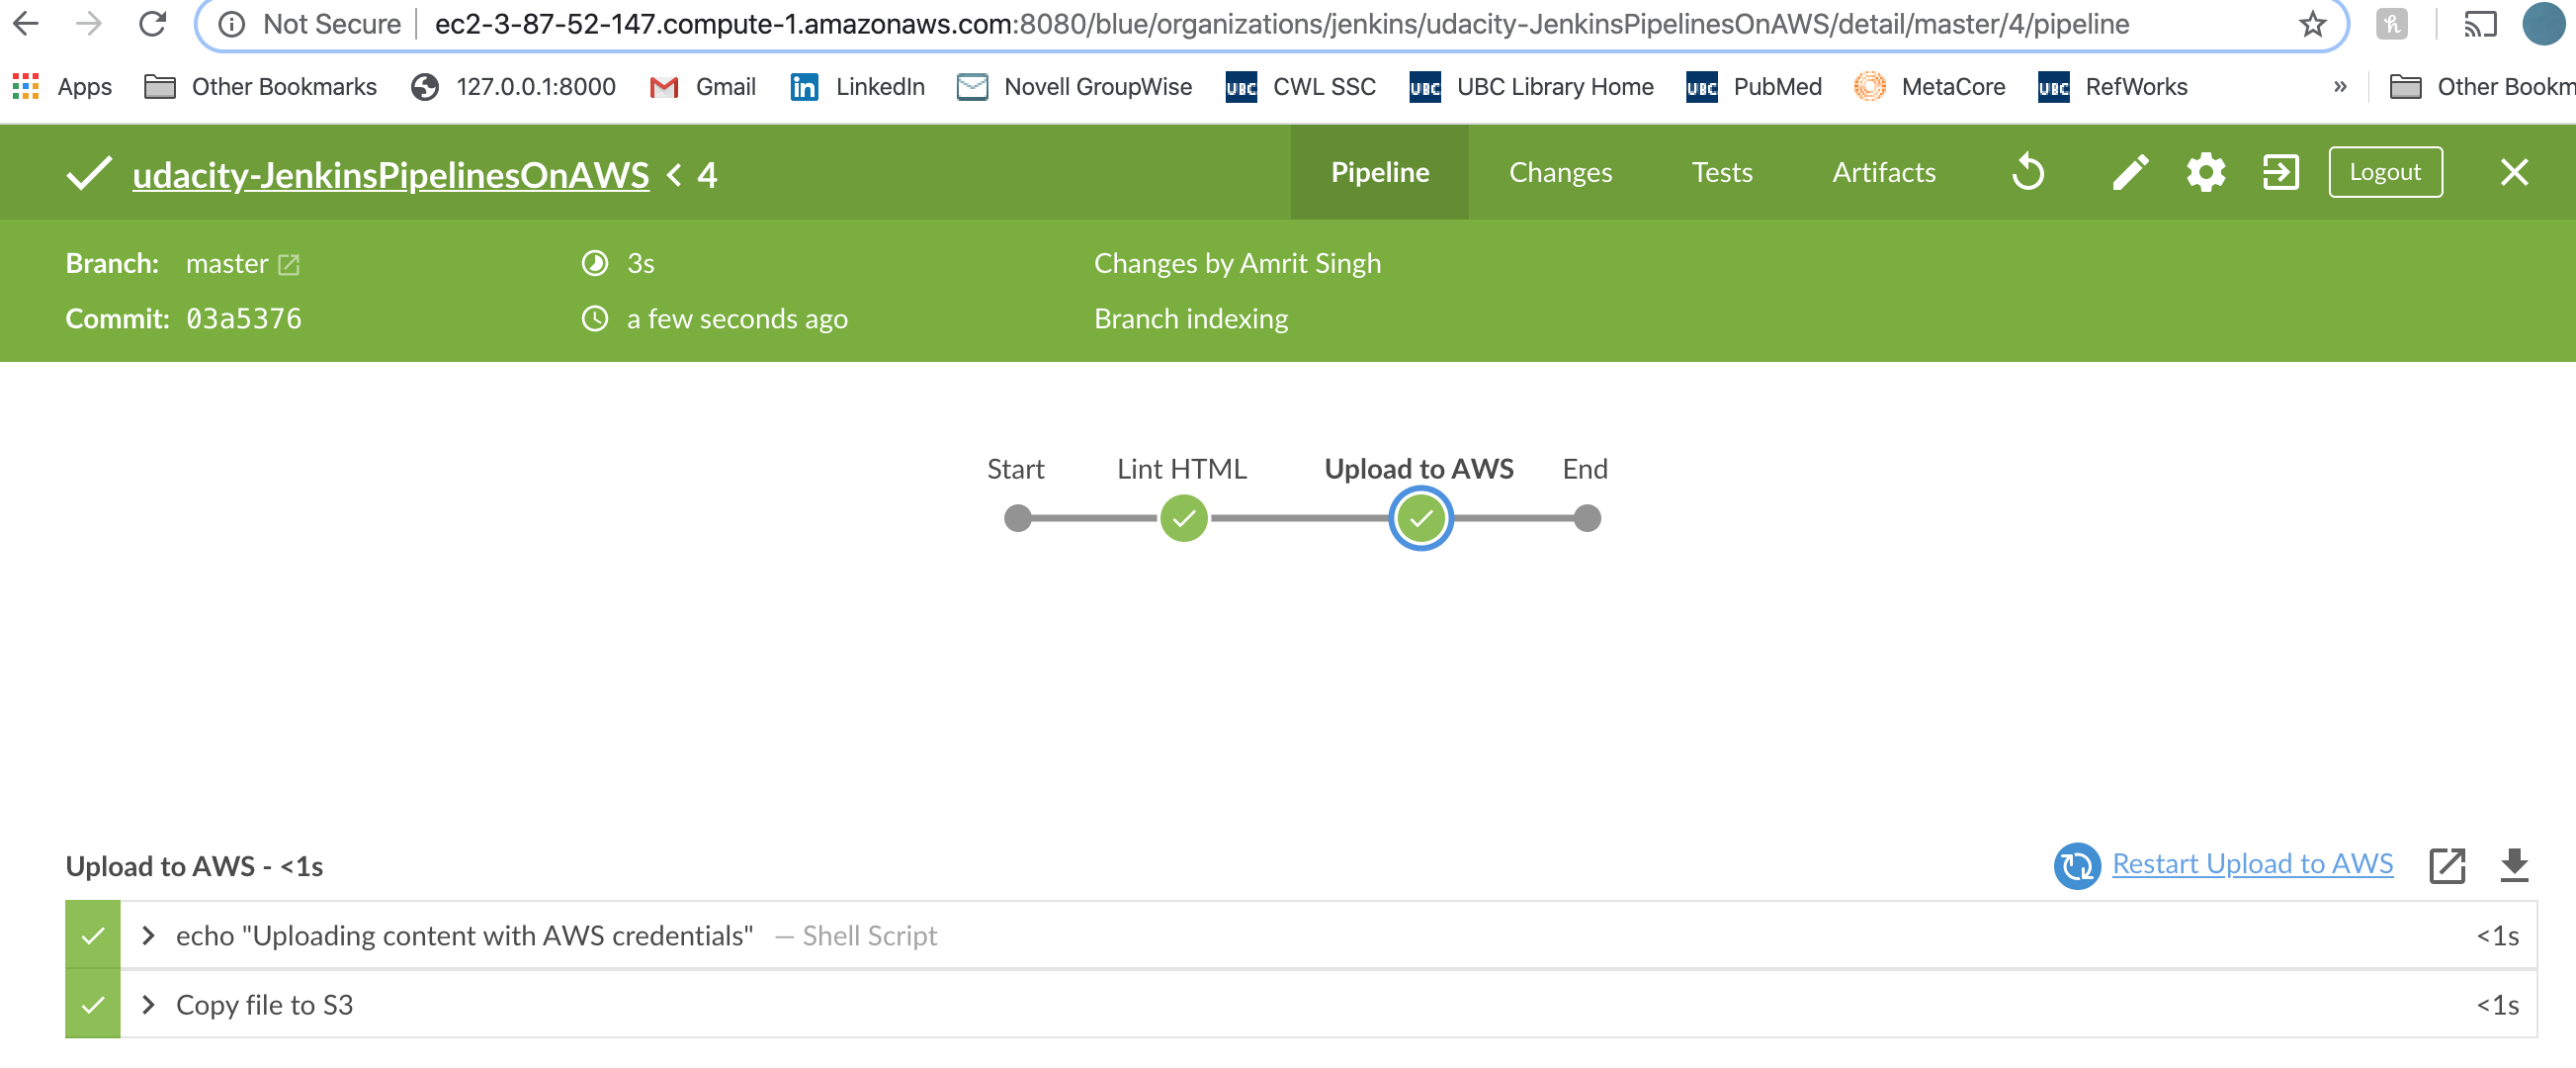 Not Secure ec2-3-87-52-147.compute-1.amazonaws.com:8080/blue/organizations/jenkins/udacity-JenkinsPipelinesOnAWS/detail/master/4/pipeline
Apps Other Bookmarks 127.0.0.1:8000 Gmail LinkedIn Novell GroupWise UBC CWL SSC UBC UBC Library Home UBC PubMed MetaCore UBC RefWorks » Other Bookm
udacity-JenkinsPipelinesOnAWS < 4 Pipeline Changes Tests Artifacts Logout
Branch: master 3s Changes by Amrit Singh
Commit: 03a5376 a few seconds ago Branch indexing
Start Lint HTML Upload to AWS End
Upload to AWS - <1s Restart Upload to AWS
echo "Uploading content with AWS credentials" — Shell Script <1s
Copy file to S3 <1s